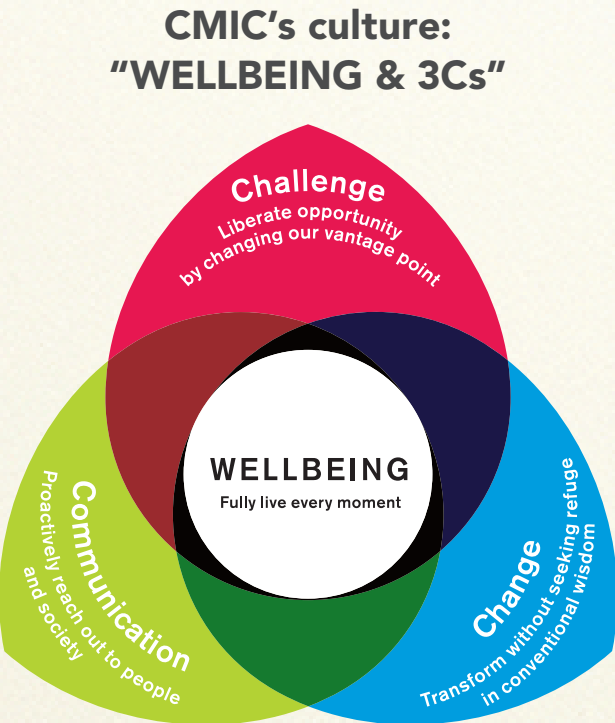 CMIC’s culture:
“WELLBEING & 3Cs”
Challenge
Liberate opportunity
by changing our vantage point
WELLBEING
Fully live every moment
Communication
Proactively reach out to people
and society
Change
Transform without seeking refuge
in conventional wisdom